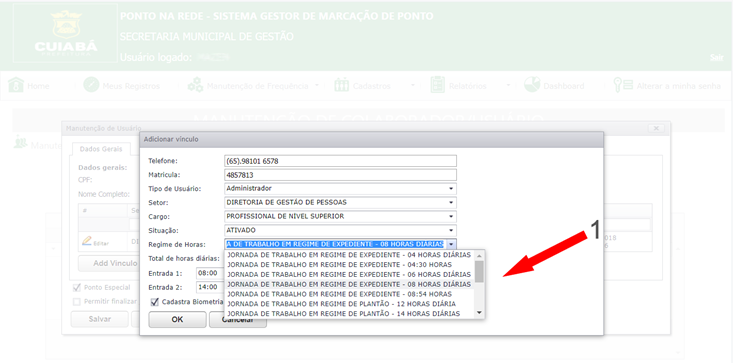 PONTO NA REDE - SISTEMA GESTOR DE MARCAÇÃO DE PONTO
SECRETARIA MUNICIPAL DE GESTÃO
CUIABÁ
Usuário logado:
Sair
Home
Meus Registros
Manutenção de Frequência
Cadastros
Relatórios
Dashboard
Alterar a minha senha
Manutenção de Usuário
Dados Gerais
Dados gerais:
CPF:
Nome Completo:
#
Editar
Add Vínculo
Ponto Especial
Permitir finalizar
Salvar
Adicionar vínculo
Telefone: (65).98101 6578
Matrícula: 4857813
Tipo de Usuário: Administrador
Setor: DIRETORIA DE GESTÃO DE PESSOAS
Cargo: PROFISSIONAL DE NÍVEL SUPERIOR
Situação: ATIVADO
Regime de Horas: A DE TRABALHO EM REGIME DE EXPEDIENTE - 08 HORAS DIÁRIAS
Total de horas diárias:
JORNADA DE TRABALHO EM REGIME DE EXPEDIENTE - 04 HORAS DIÁRIAS
JORNADA DE TRABALHO EM REGIME DE EXPEDIENTE - 04:30 HORAS
JORNADA DE TRABALHO EM REGIME DE EXPEDIENTE - 06 HORAS DIÁRIAS
JORNADA DE TRABALHO EM REGIME DE EXPEDIENTE - 08 HORAS DIÁRIAS
JORNADA DE TRABALHO EM REGIME DE EXPEDIENTE - 08:54 HORAS
JORNADA DE TRABALHO EM REGIME DE PLANTÃO - 12 HORAS DIÁRIA
JORNADA DE TRABALHO EM REGIME DE PLANTÃO - 14 HORAS DIÁRIAS
Entrada 1: 08:00
Entrada 2: 14:00
Cadastra Biometria
OK
Cancelar
1